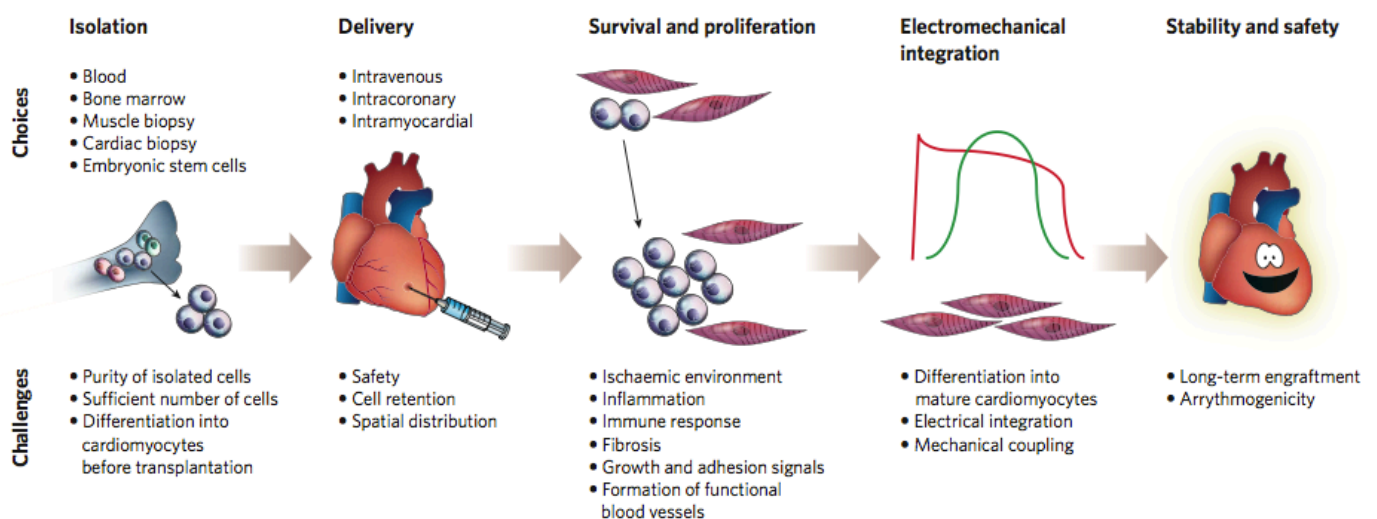 Isolation
Delivery
Survival and proliferation
Electromechanical
integration
Stability and safety
Choices
• Blood
• Bone marrow
• Muscle biopsy
• Cardiac biopsy
• Embryonic stem cells
• Intravenous
• Intracoronary
• Intramyocardial
Challenges
• Purity of isolated cells
• Sufficient number of cells
• Differentiation into
cardiomyocytes
before transplantation
• Safety
• Cell retention
• Spatial distribution
• Ischaemic environment
• Inflammation
• Immune response
• Fibrosis
• Growth and adhesion signals
• Formation of functional
blood vessels
• Differentiation into
mature cardiomyocytes
• Electrical integration
• Mechanical coupling
• Long-term engraftment
• Arrythmogenicity